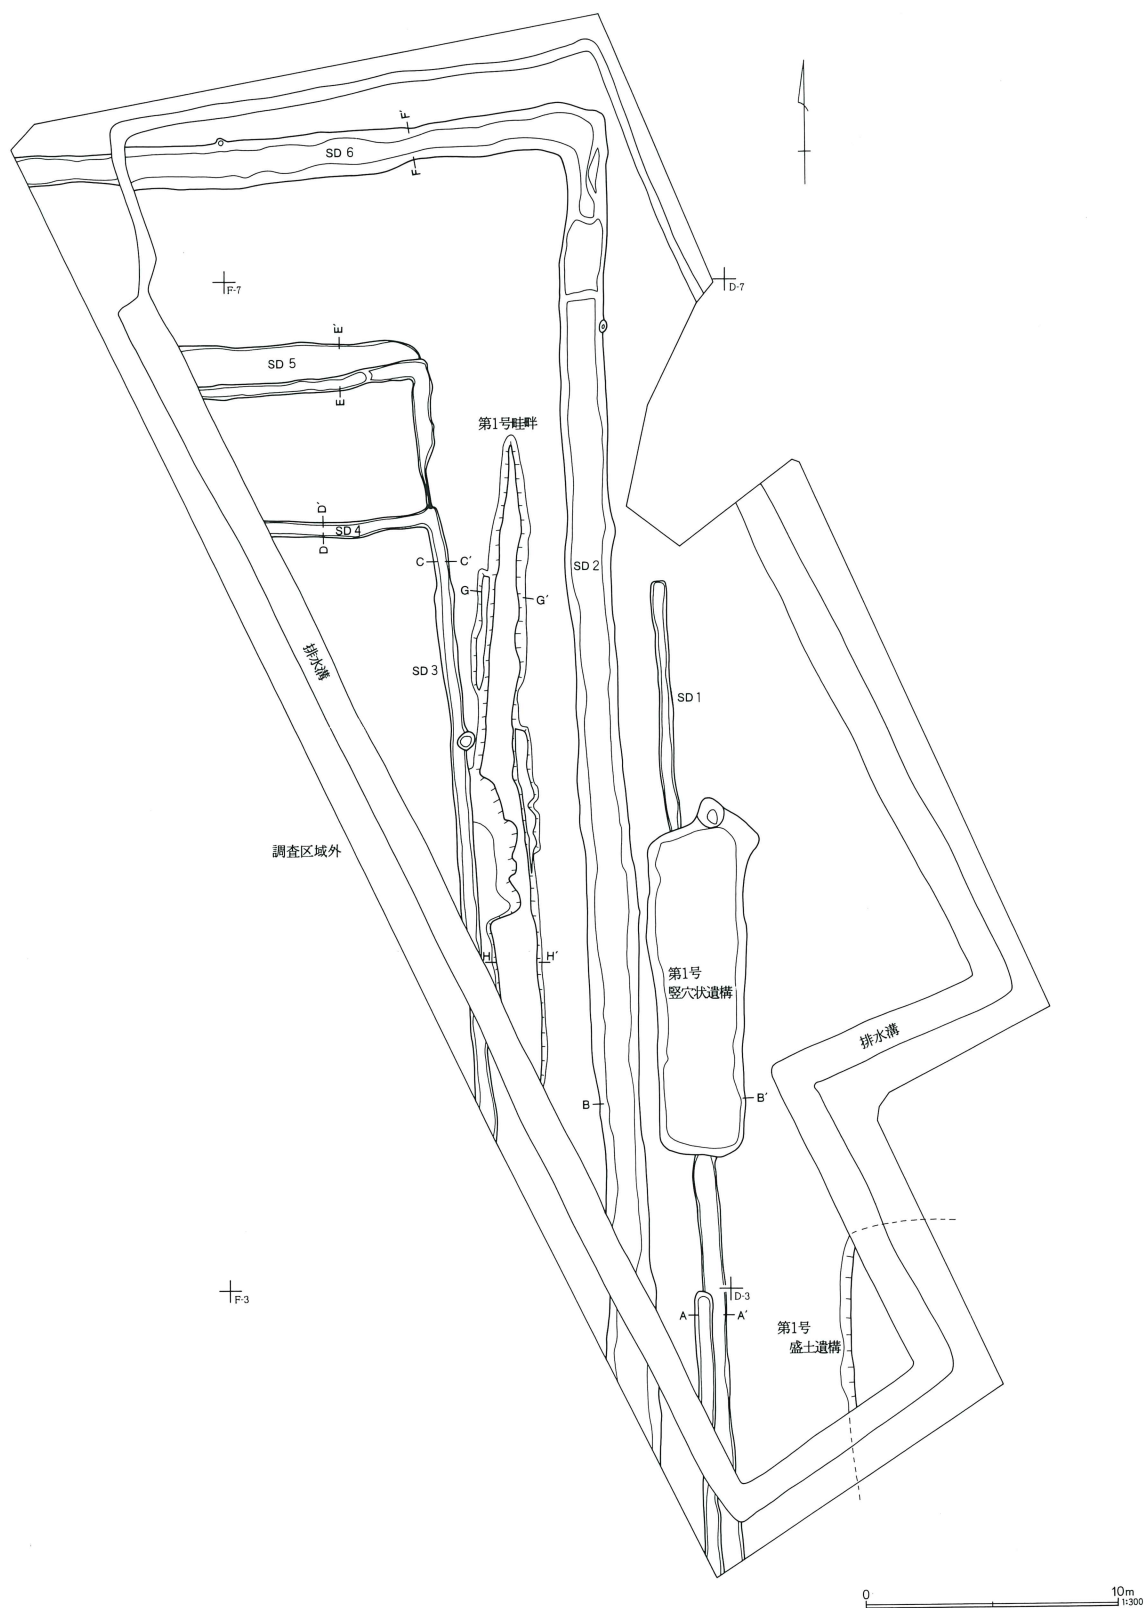 F'
SD 6
F
F-7
D-7
E'
SD 5
E
第1号畦畔
D'
SD 4
D
C
C'
SD 2
G
G'
排水溝
SD 3
SD 1
調査区域外
H
H'
第1号
竪穴状遺構
排水溝
B
B'
F-3
D-3
A
A'
第1号
盛土遺構
0
10m
1:300